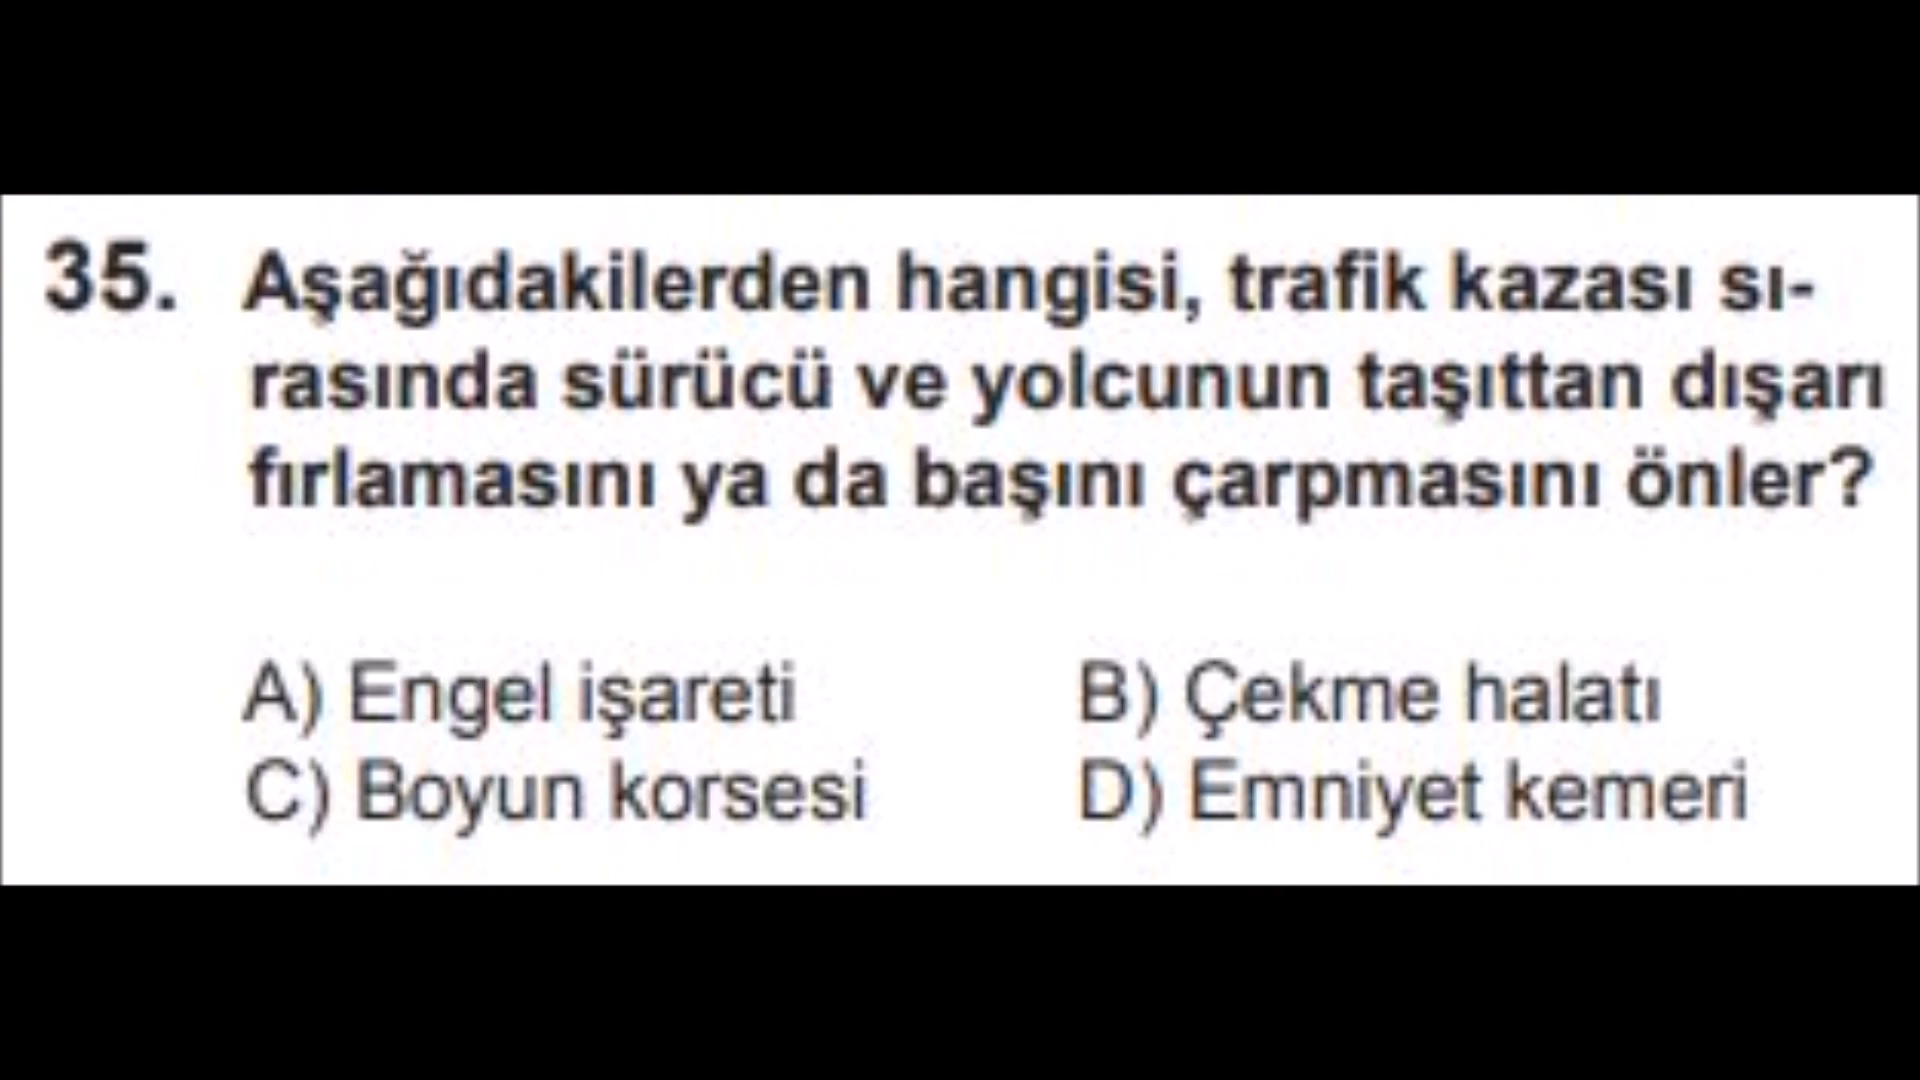 35. Aşağıdakilerden hangisi, trafik kazası sı-
rasında sürücü ve yolcunun taşıttan dışarı
fırlamasını ya da başını çarpmasını önler?
A) Engel işareti B) Çekme halatı
C) Boyun korsesi D) Emniyet kemeri